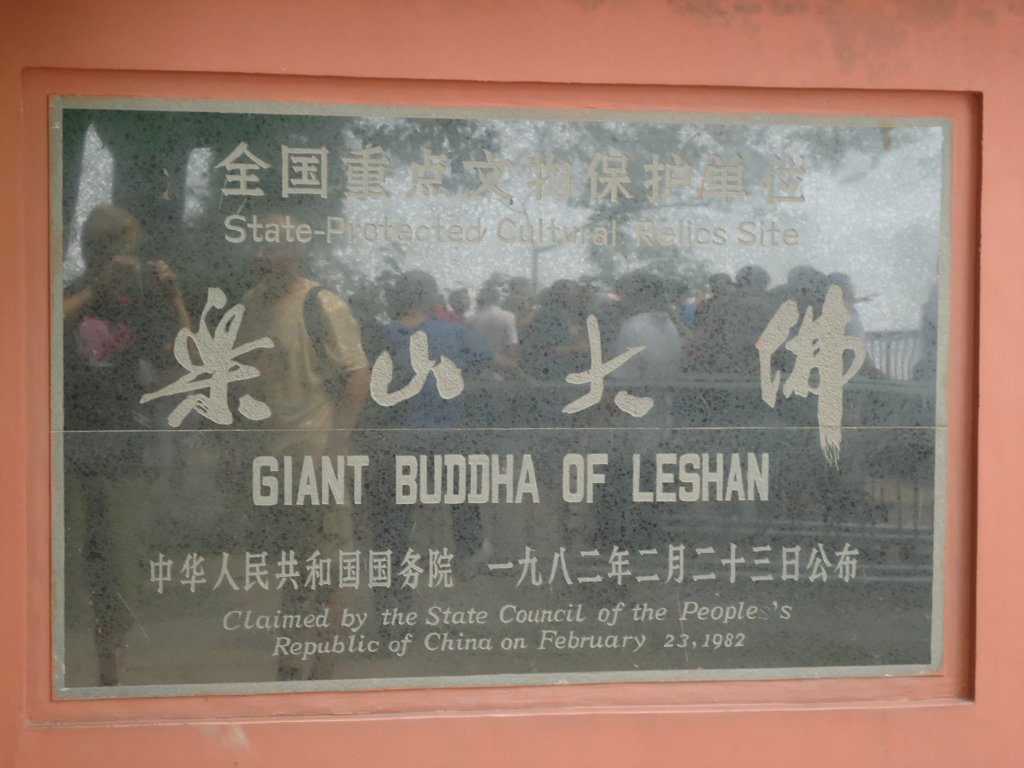 全国重点文物保护单位
State-Protected Cultural Relics Site
乐山大佛
GIANT BUDDHA OF LESHAN
中华人民共和国国务院 一九八二年二月二十三日公布
Claimed by the State Council of the Peoples's
Republic of China on February 23,1982